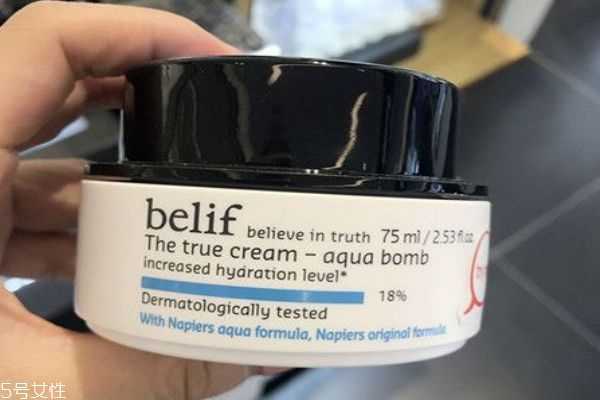 belif believe in truth 75 ml / 2.53 fl.oz
The true cream – aqua bomb
increased hydration level*
18%
Dermatologically tested
With Napiers aqua formula, Napiers original formula
5号女性